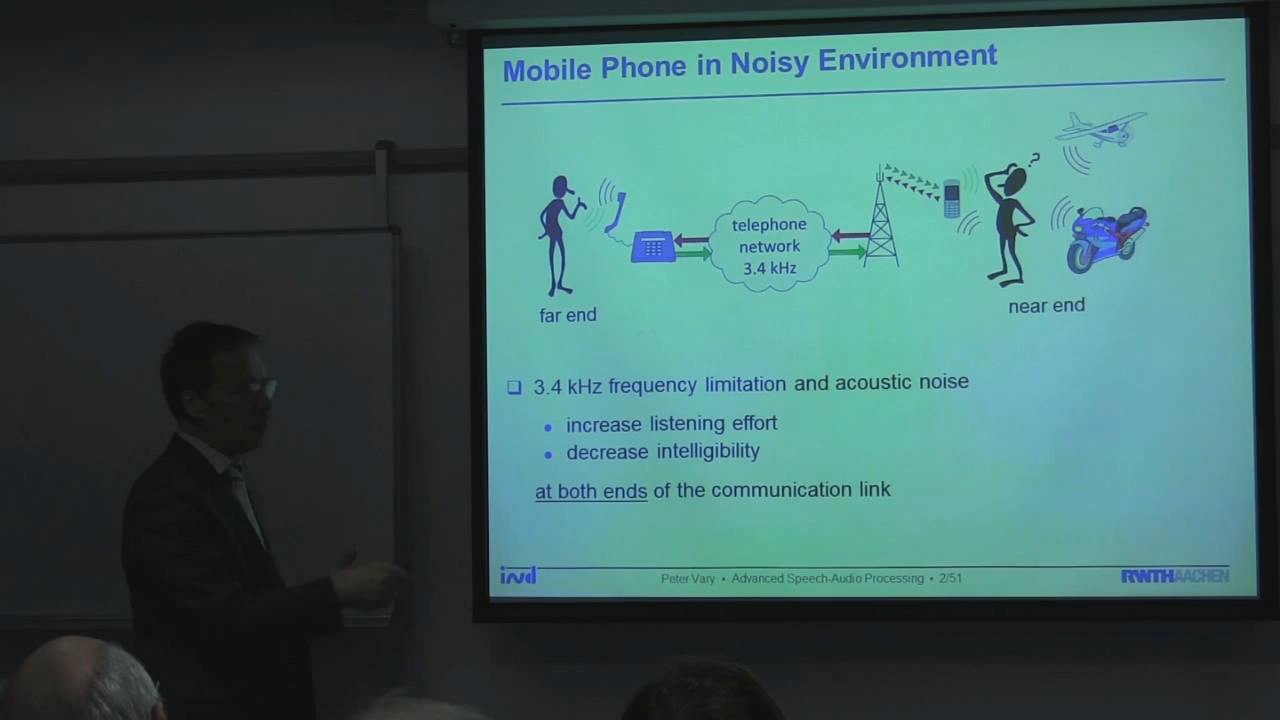 Mobile Phone in Noisy Environment
?
telephone
network
3.4 kHz
far end
near end
3.4 kHz frequency limitation and acoustic noise
increase listening effort
decrease intelligibility
at both ends of the communication link
ind
Peter Vary • Advanced Speech-Audio Processing • 2/51
RWTHAACHEN